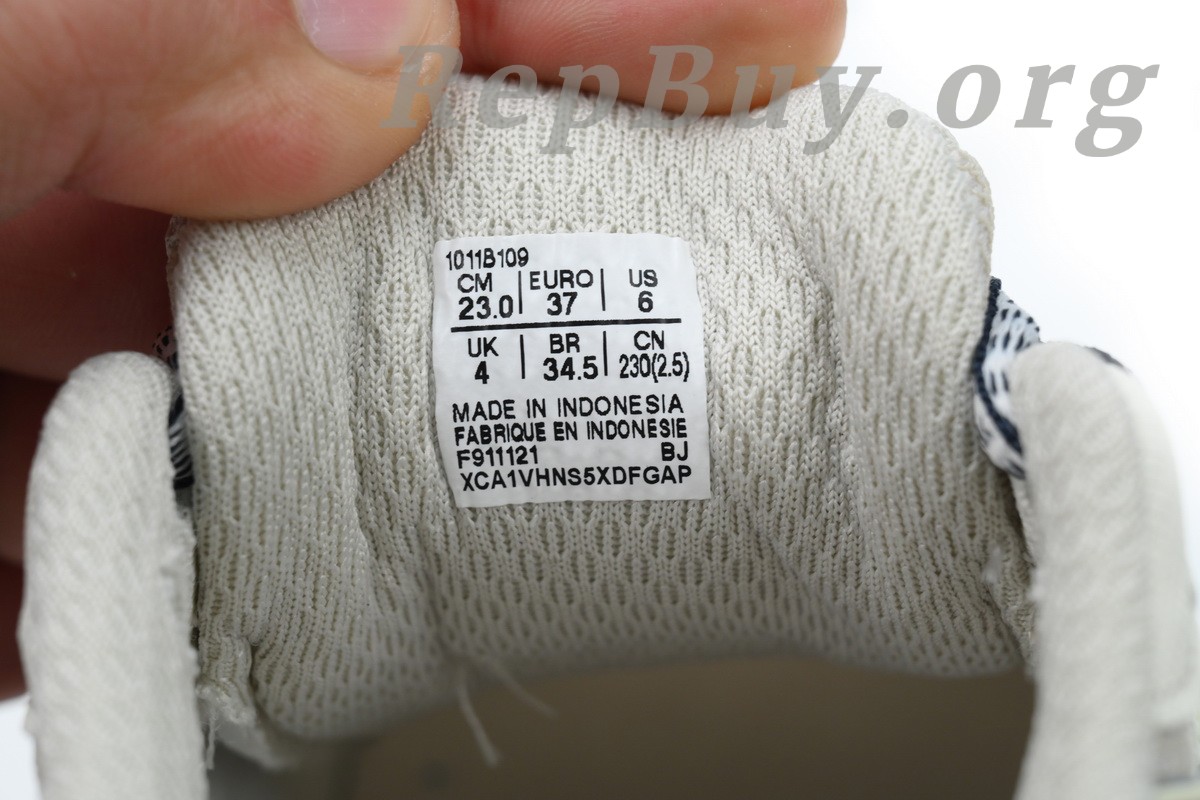 RepBuy.org
1011B109
CM | EURO | US
23.0 | 37 | 6
UK | BR | CN
4 | 34.5 | 230(2.5)
MADE IN INDONESIA
FABRIQUE EN INDONESIE
F911121 BJ
XCA1VHNS5XDFGAP